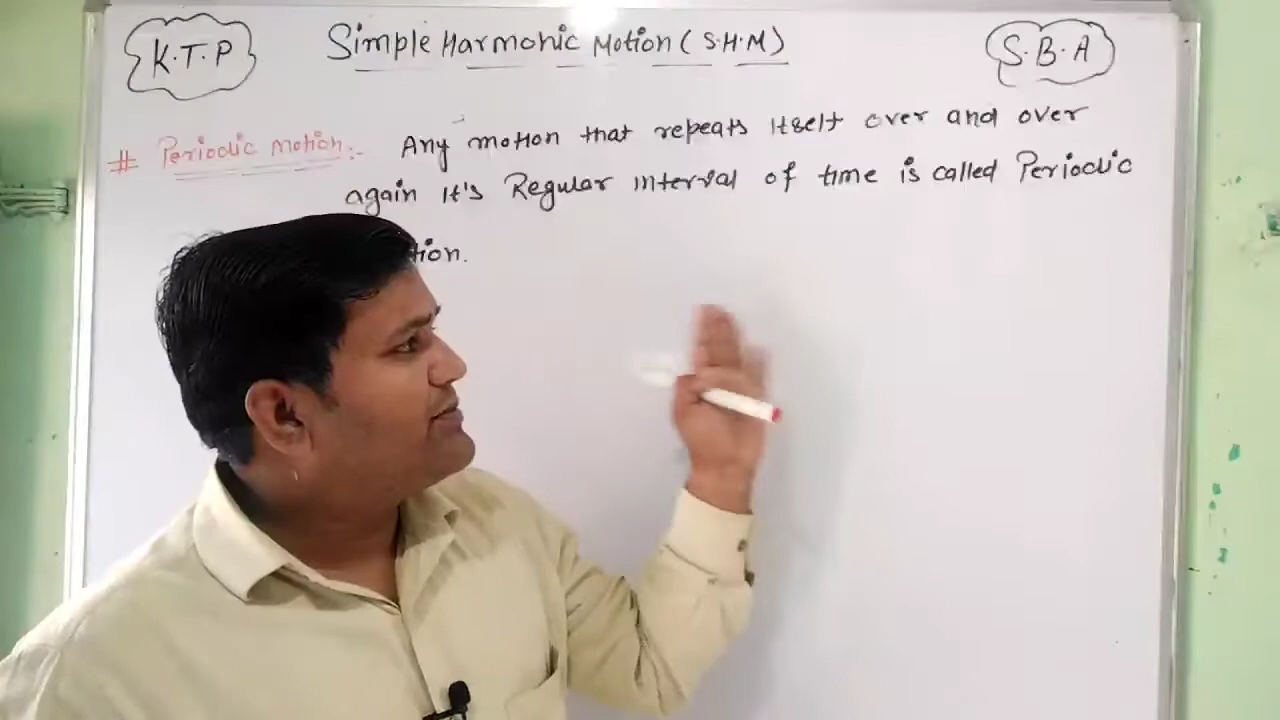 K.T.P
Simple Harmonic Motion (S.H.M)
S.B.A
# Periodic motion:- Any motion that repeats itself over and over
again it's Regular interval of time is called Periodic
tion.